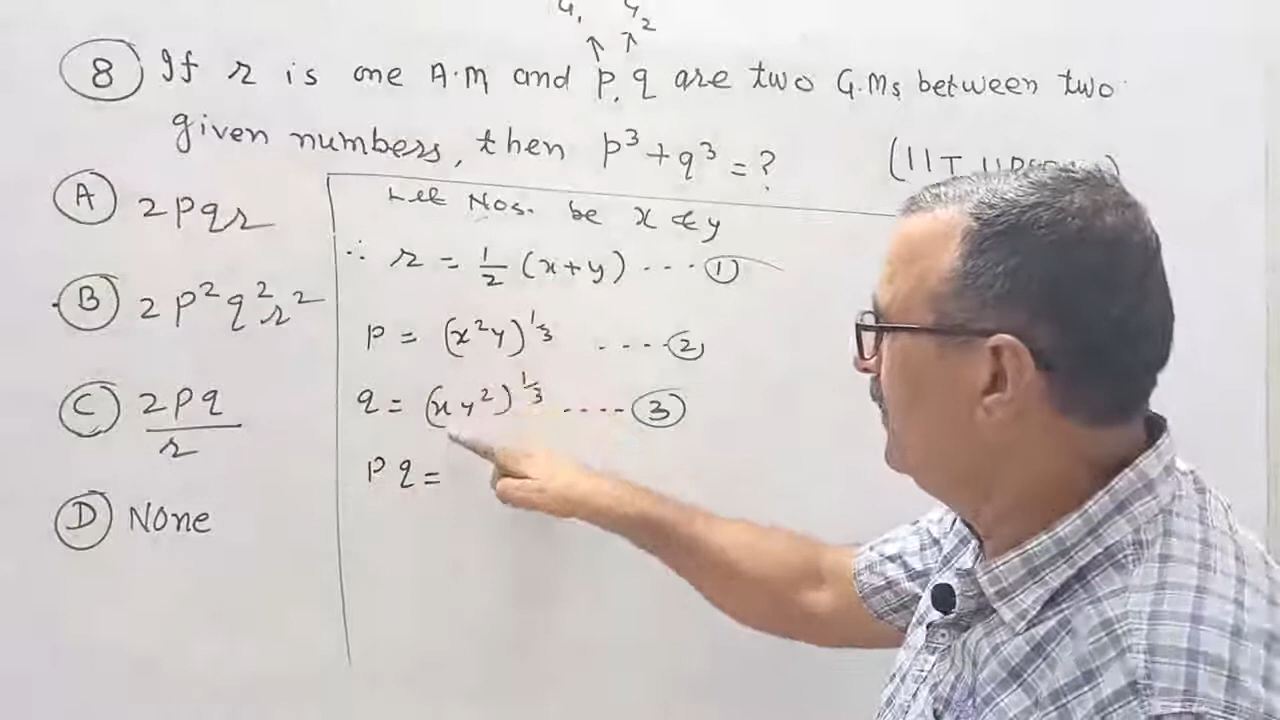 G₁ G₂
↑ ↑
⑧ If r is one A.M and p, q are two G.Ms between two
given numbers, then p³+q³=?
(IIT
Ⓐ 2pqr
Ⓑ 2p²q²r²
Ⓒ 2pq/r
Ⓓ None
Let Nos. be x & y
∴ r = ½ (x+y) ---- ①
p = (x²y)^⅓ ---- ②
q = (xy²)^⅓ ---- ③
pq =